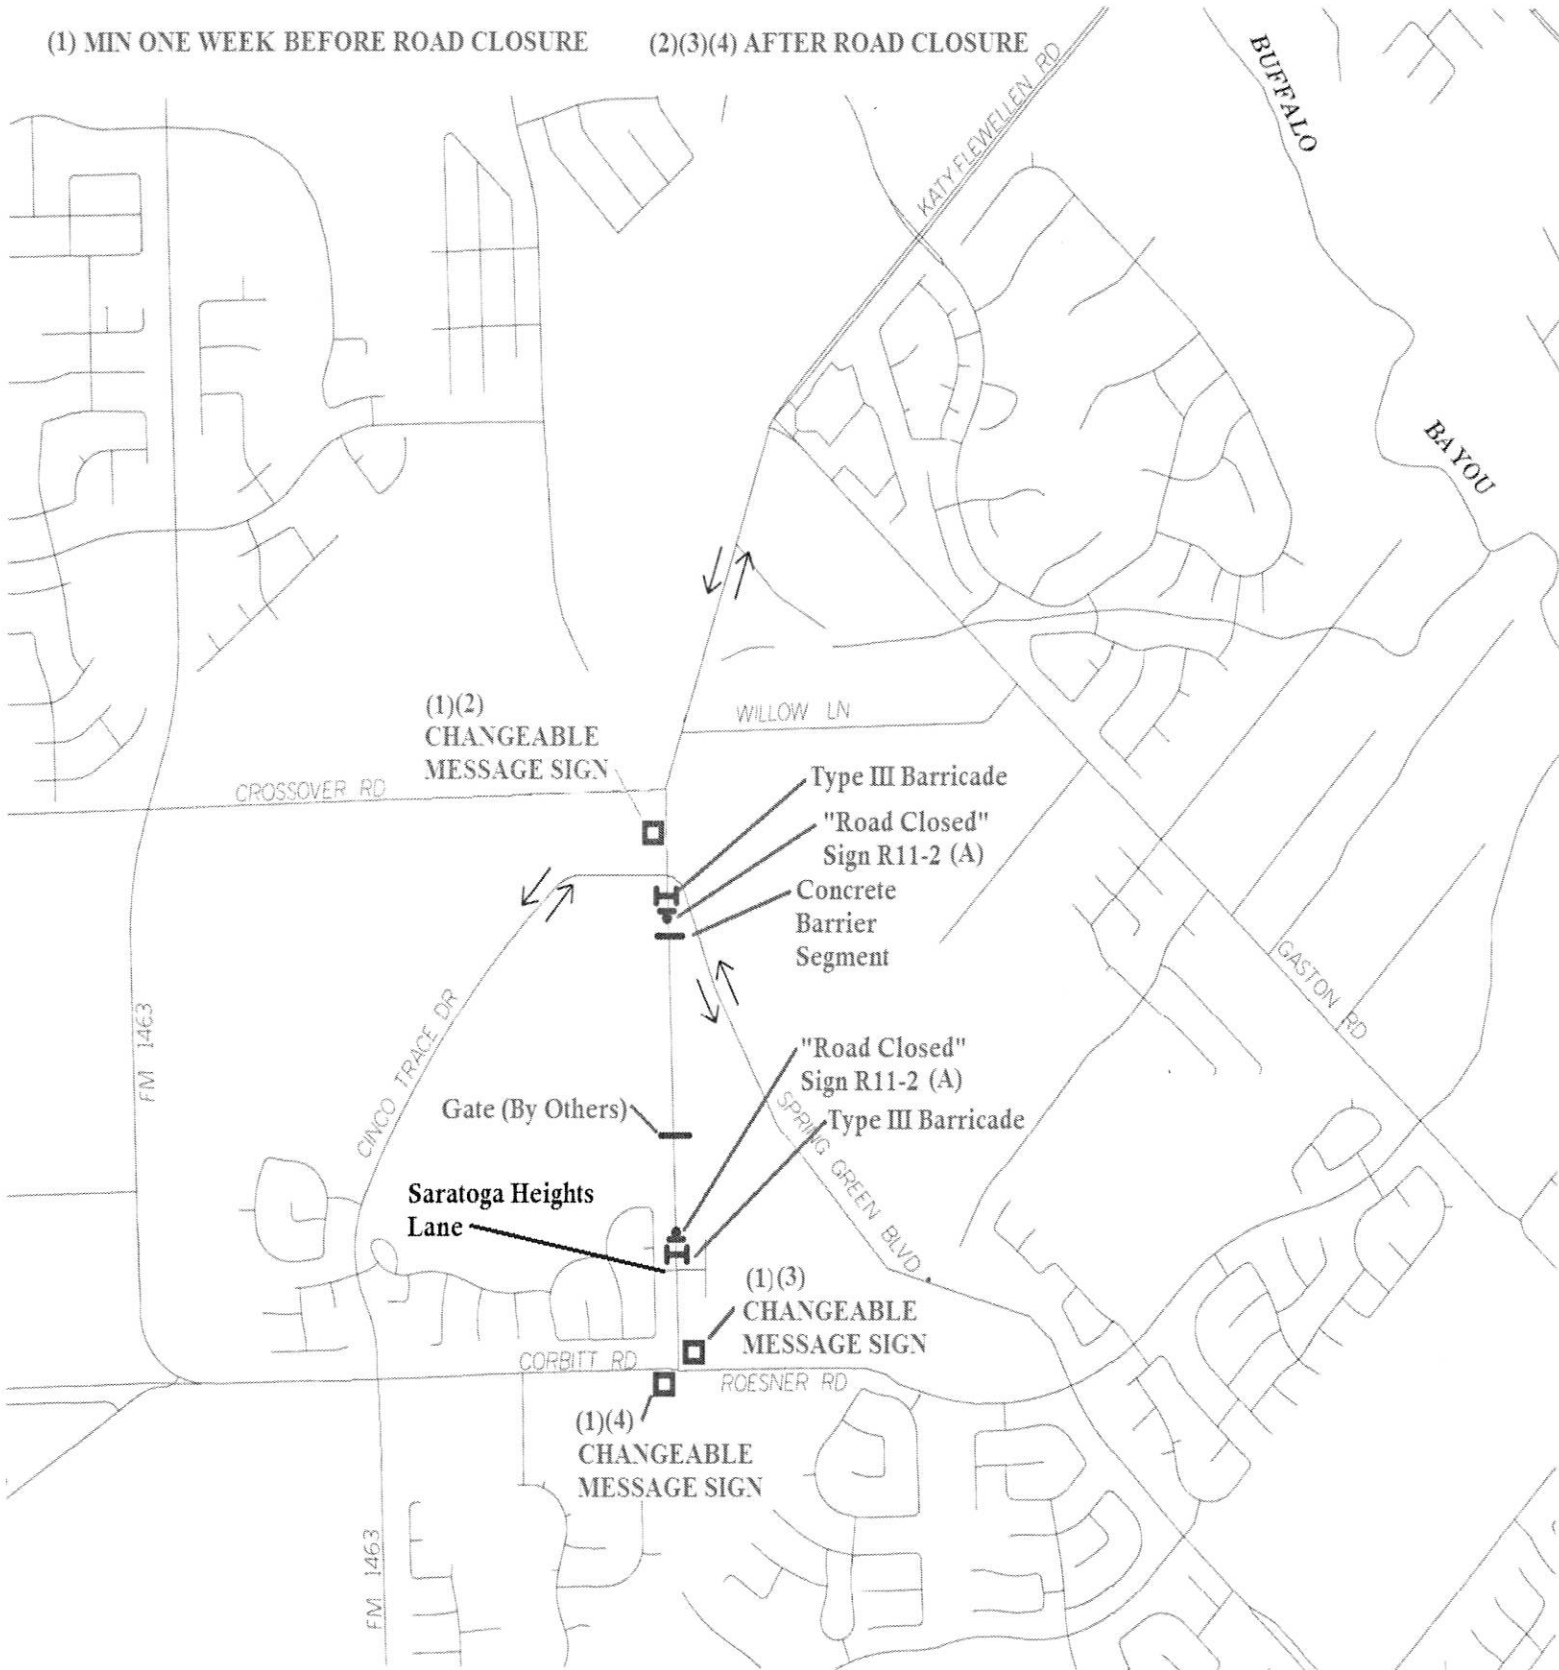 (1) MIN ONE WEEK BEFORE ROAD CLOSURE
(2)(3)(4) AFTER ROAD CLOSURE
BUFFALO
KATY FLEWELLEN RD
BAYOU
(1)(2)
CHANGEABLE
MESSAGE SIGN
WILLOW LN
CROSSOVER RD
Type III Barricade
"Road Closed"
Sign R11-2 (A)
Concrete
Barrier
Segment
GASTON RD
FM 1463
CINCO TRACE DR
"Road Closed"
Sign R11-2 (A)
Gate (By Others)
Type III Barricade
SPRING GREEN BLVD.
Saratoga Heights
Lane
(1)(3)
CHANGEABLE
MESSAGE SIGN
CORBITT RD
ROESNER RD
(1)(4)
CHANGEABLE
MESSAGE SIGN
FM 1463